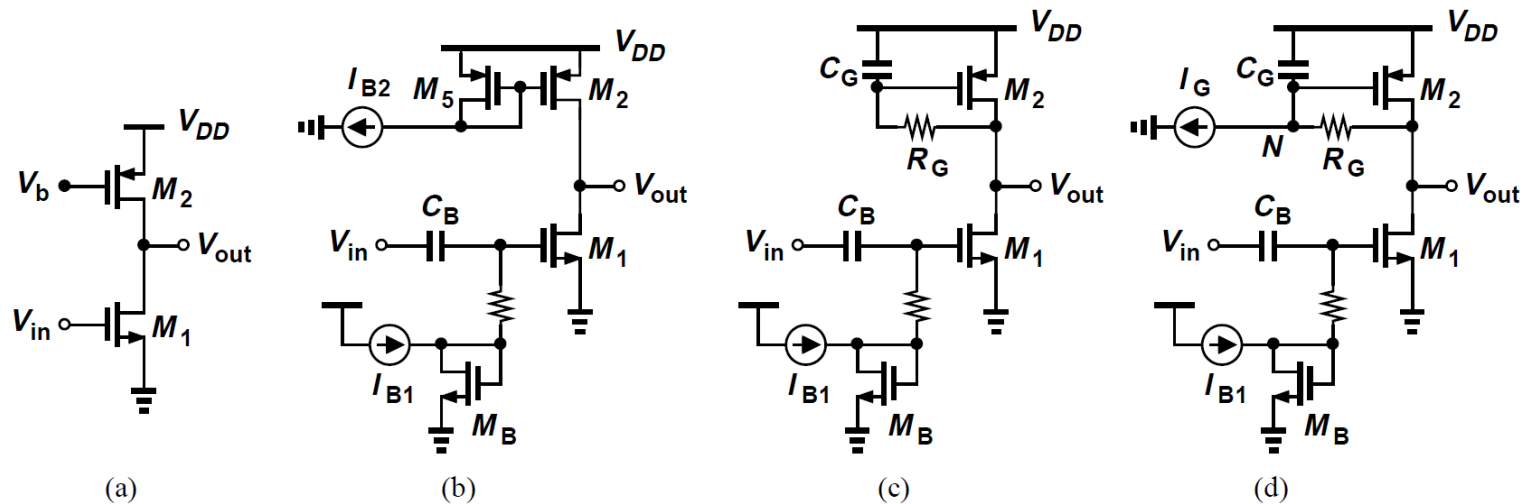 V_b
V_DD
M_2
V_out
V_in
M_1
(a)
I_B2
M_5
V_DD
M_2
C_B
V_in
V_out
M_1
I_B1
M_B
(b)
C_G
V_DD
M_2
R_G
C_B
V_in
V_out
M_1
I_B1
M_B
(c)
I_G
C_G
V_DD
M_2
N
R_G
C_B
V_in
V_out
M_1
I_B1
M_B
(d)